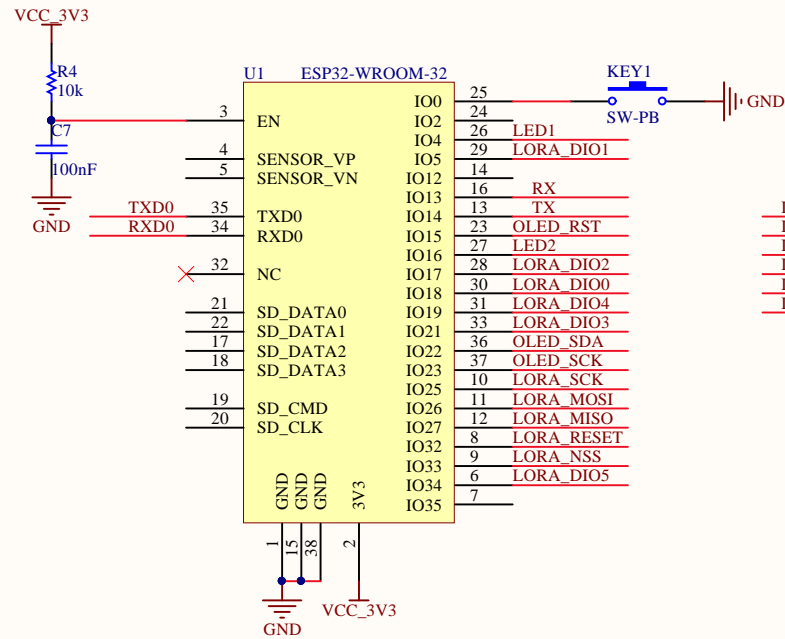 VCC_3V3
R4
10k
C7
100nF
GND
U1 ESP32-WROOM-32
3 EN
4 SENSOR_VP
5 SENSOR_VN
TXD0 35 TXD0
RXD0 34 RXD0
32 NC
21 SD_DATA0
22 SD_DATA1
17 SD_DATA2
18 SD_DATA3
19 SD_CMD
20 SD_CLK
IO0 25
IO2 24
IO4 26 LED1
IO5 29 LORA_DIO1
IO12 14
IO13 16 RX
IO14 13 TX
IO15 23 OLED_RST
IO16 27 LED2
IO17 28 LORA_DIO2
IO18 30 LORA_DIO0
IO19 31 LORA_DIO4
IO21 33 LORA_DIO3
IO22 36 OLED_SDA
IO23 37 OLED_SCK
IO25 10 LORA_SCK
IO26 11 LORA_MOSI
IO27 12 LORA_MISO
IO32 8 LORA_RESET
IO33 9 LORA_NSS
IO34 6 LORA_DIO5
IO35 7
KEY1
SW-PB
GND
GND
GND
GND
3V3
1
15
38
2
GND
VCC_3V3